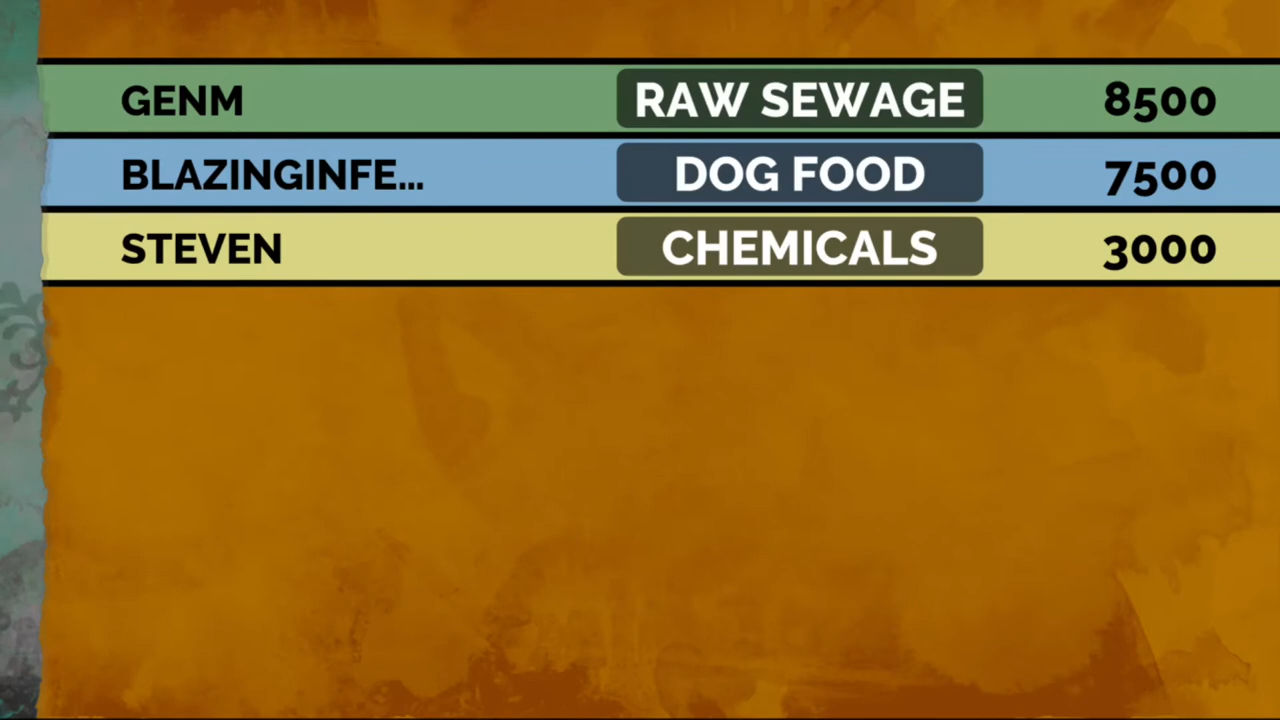 GENM RAW SEWAGE 8500
BLAZINGINFE... DOG FOOD 7500
STEVEN CHEMICALS 3000